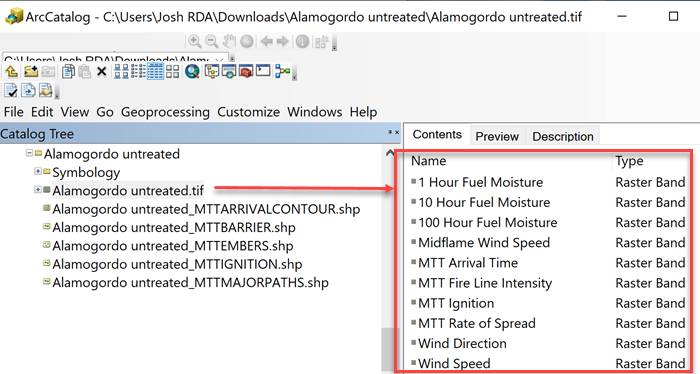 ArcCatalog - C:\Users\Josh RDA\Downloads\Alamogordo untreated\Alamogordo untreated.tif
C:\Users\Josh RDA\Downloads\Alam
File Edit View Go Geoprocessing Customize Windows Help
Catalog Tree
Alamogordo untreated
Symbology
Alamogordo untreated.tif
Alamogordo untreated_MTTARRIVALCONTOUR.shp
Alamogordo untreated_MTTBARRIER.shp
Alamogordo untreated_MTTEMBERS.shp
Alamogordo untreated_MTTIGNITION.shp
Alamogordo untreated_MTTMAJORPATHS.shp
Contents Preview Description
Name Type
1 Hour Fuel Moisture Raster Band
10 Hour Fuel Moisture Raster Band
100 Hour Fuel Moisture Raster Band
Midflame Wind Speed Raster Band
MTT Arrival Time Raster Band
MTT Fire Line Intensity Raster Band
MTT Ignition Raster Band
MTT Rate of Spread Raster Band
Wind Direction Raster Band
Wind Speed Raster Band